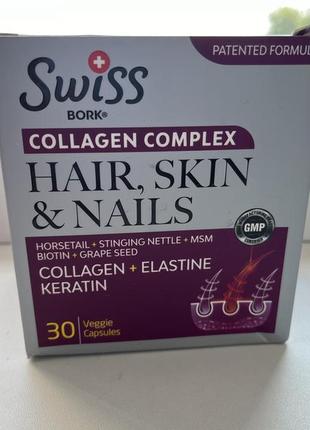 PATENTED FORMULA
Swiss
BORK®
COLLAGEN COMPLEX
HAIR, SKIN
& NAILS
HORSETAIL + STINGING NETTLE + MSM
BIOTIN + GRAPE SEED
COLLAGEN + ELASTINE
KERATIN
GMP
30 Veggie
Capsules